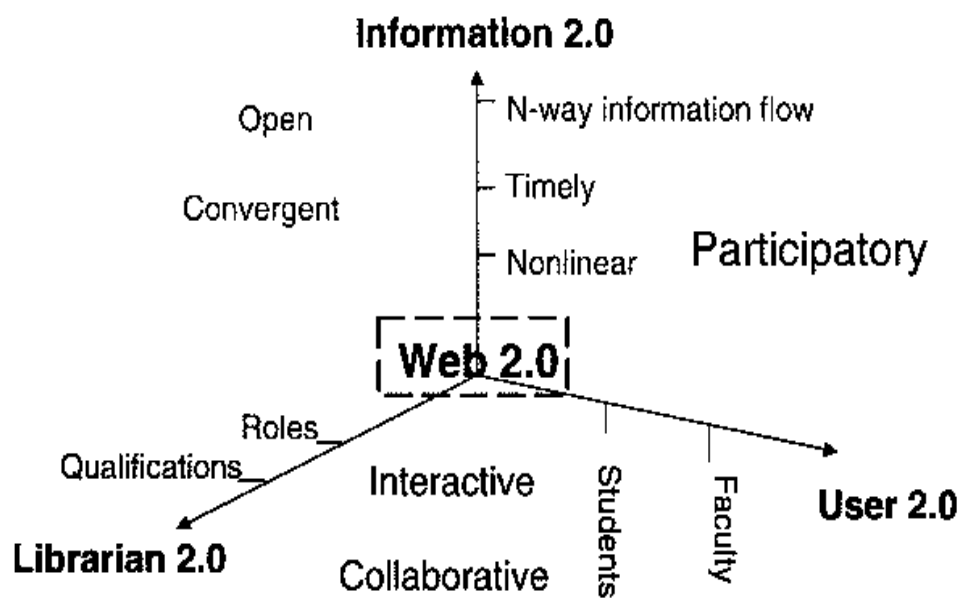 Information 2.0
Open
N-way information flow
Timely
Convergent
Participatory
Nonlinear
Web 2.0
Roles
Qualifications
Interactive
Students
Faculty
User 2.0
Librarian 2.0
Collaborative